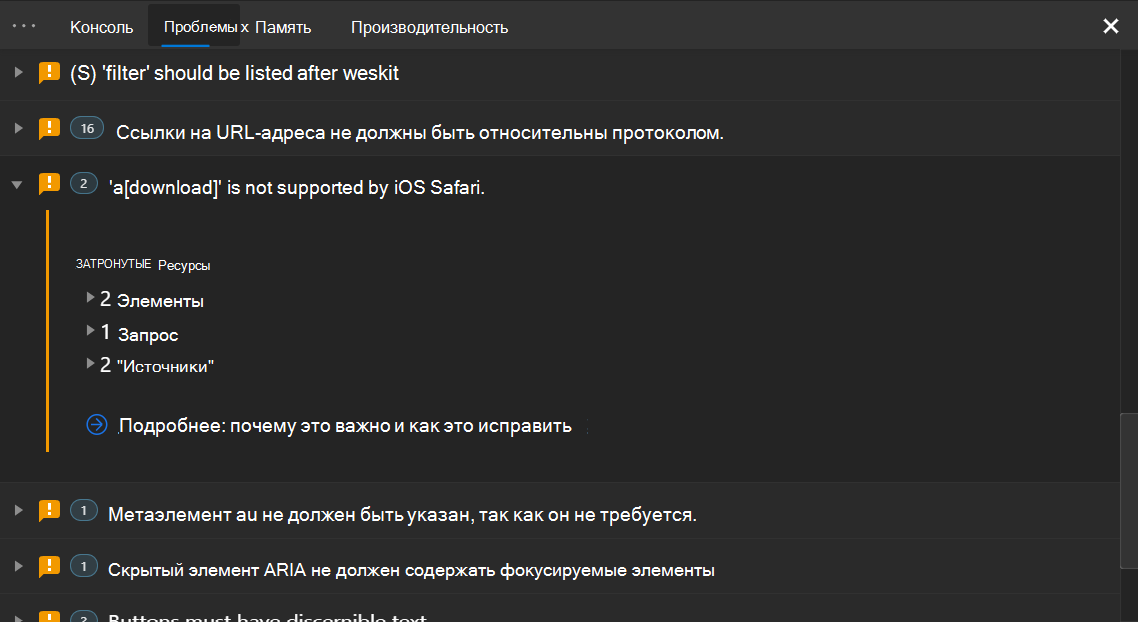 ··· Консоль Проблемы x Память Производительность
(S) 'filter' should be listed after weskit
16 Ссылки на URL-адреса не должны быть относительны протоколом.
2 'a[download]' is not supported by iOS Safari.
ЗАТРОНУТЫЕ Ресурсы
2 Элементы
1 Запрос
2 "Источники"
Подробнее: почему это важно и как это исправить
1 Метаэлемент au не должен быть указан, так как он не требуется.
1 Скрытый элемент ARIA не должен содержать фокусируемые элементы
2 Buttons must have discernible text